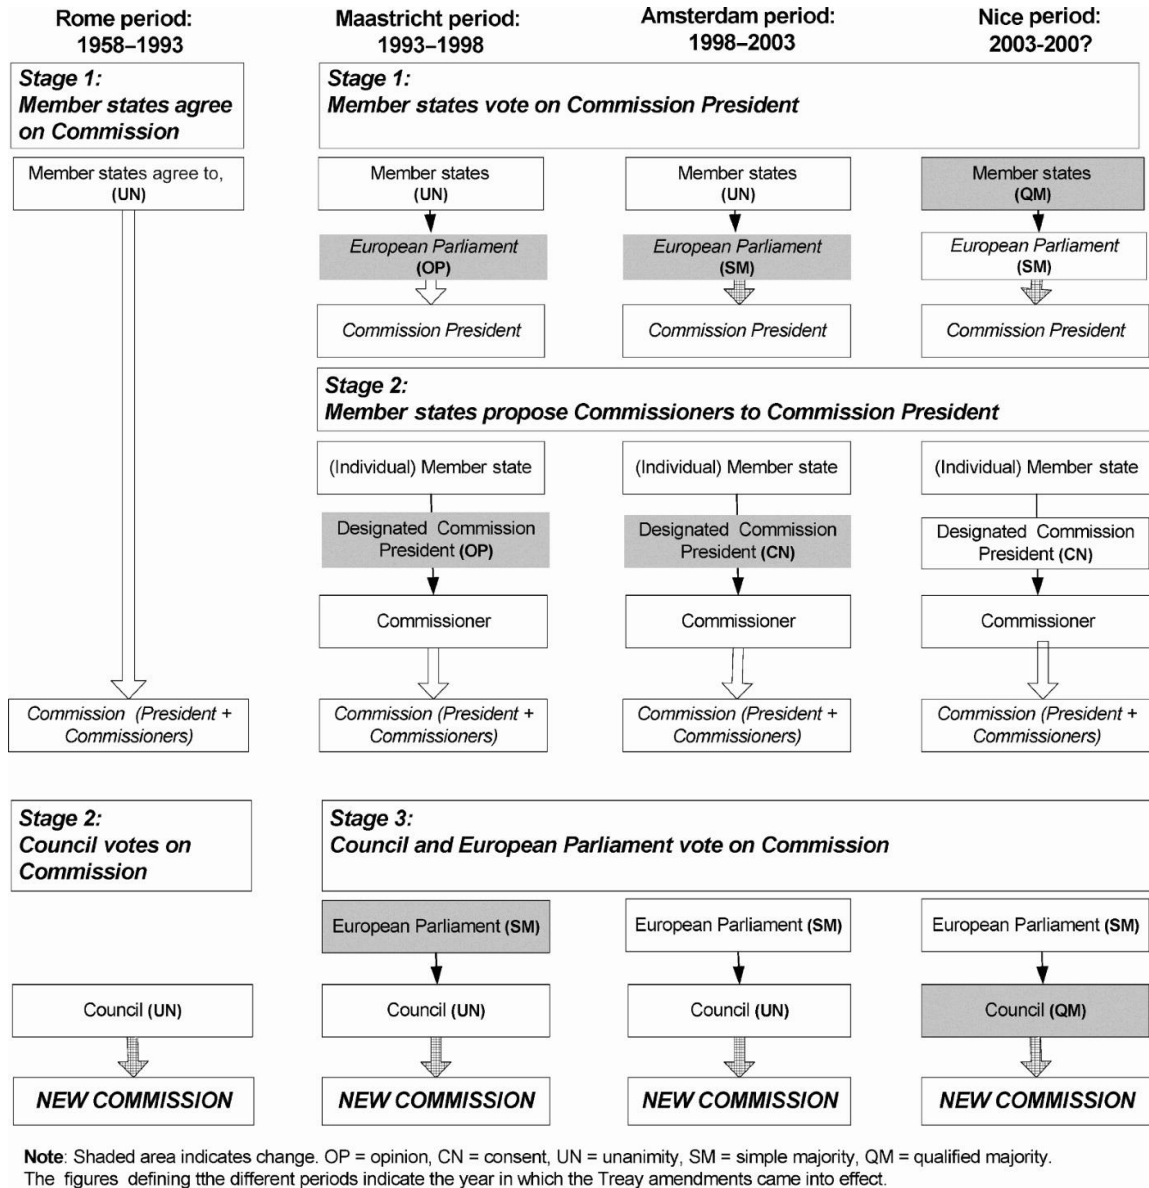 Rome period:
1958–1993
Maastricht period:
1993–1998
Amsterdam period:
1998–2003
Nice period:
2003-200?
Stage 1:
Member states agree
on Commission
Stage 1:
Member states vote on Commission President
Member states agree to,
(UN)
Member states
(UN)
Member states
(UN)
Member states
(QM)
European Parliament
(OP)
European Parliament
(SM)
European Parliament
(SM)
Commission President
Commission President
Commission President
Stage 2:
Member states propose Commissioners to Commission President
(Individual) Member state
(Individual) Member state
(Individual) Member state
Designated Commission
President (OP)
Designated Commission
President (CN)
Designated Commission
President (CN)
Commissioner
Commissioner
Commissioner
Commission (President +
Commissioners)
Commission (President +
Commissioners)
Commission (President +
Commissioners)
Commission (President +
Commissioners)
Stage 2:
Council votes on
Commission
Stage 3:
Council and European Parliament vote on Commission
European Parliament (SM)
European Parliament (SM)
European Parliament (SM)
Council (UN)
Council (UN)
Council (UN)
Council (QM)
NEW COMMISSION
NEW COMMISSION
NEW COMMISSION
NEW COMMISSION
Note: Shaded area indicates change. OP = opinion, CN = consent, UN = unanimity, SM = simple majority, QM = qualified majority.
The figures defining tthe different periods indicate the year in which the Treay amendments came into effect.